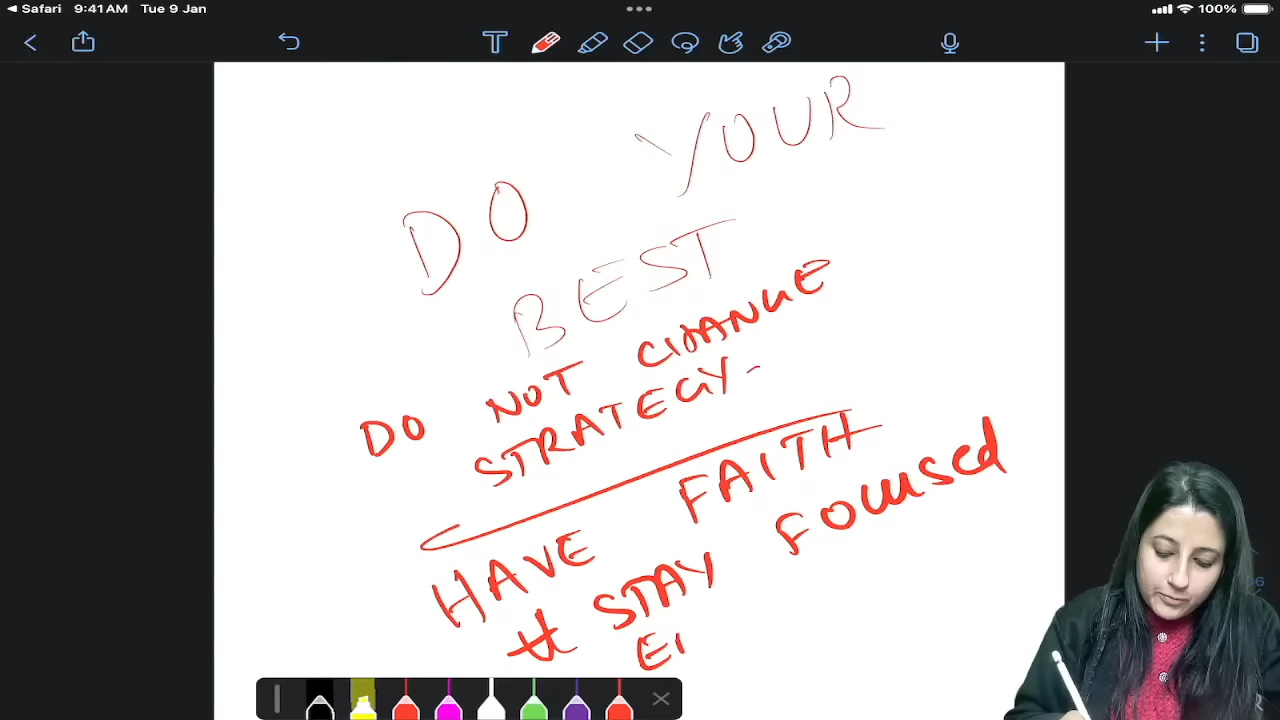 Safari 9:41 AM Tue 9 Jan 100%
DO YOUR
BEST
DO NOT CHANGE
STRATEGY-
HAVE FAITH
& STAY FOCUSED